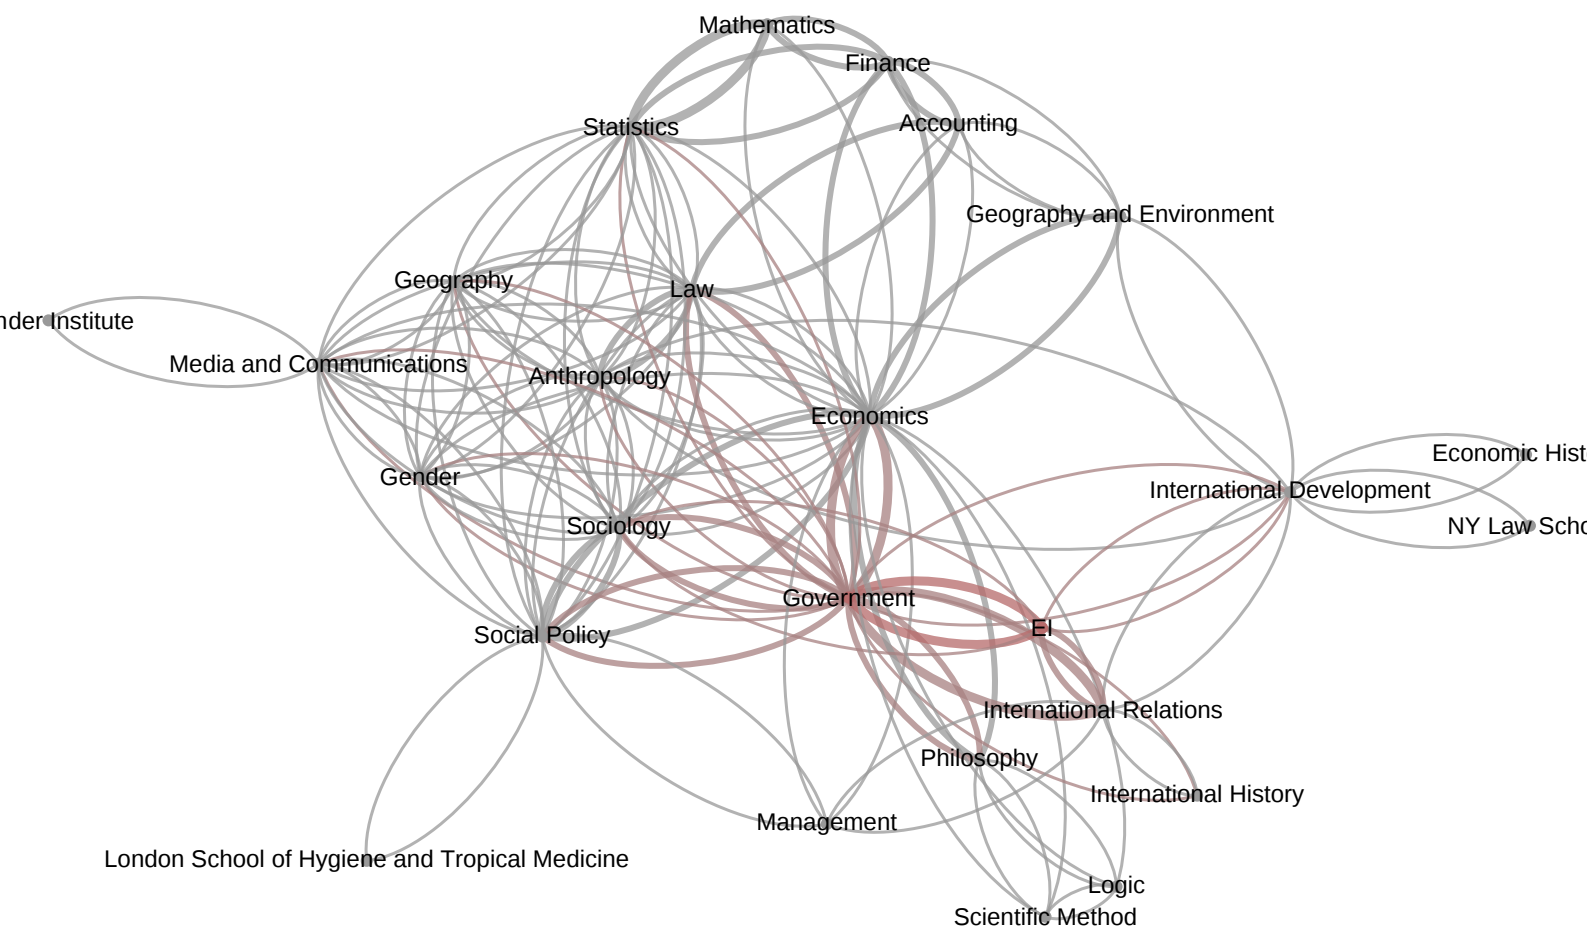 Mathematics
Finance
Accounting
Statistics
Geography and Environment
Geography
Law
nder Institute
Media and Communications
Anthropology
Economics
Economic Hist
Gender
International Development
Sociology
NY Law Scho
Government
EI
Social Policy
International Relations
Philosophy
International History
Management
London School of Hygiene and Tropical Medicine
Logic
Scientific Method